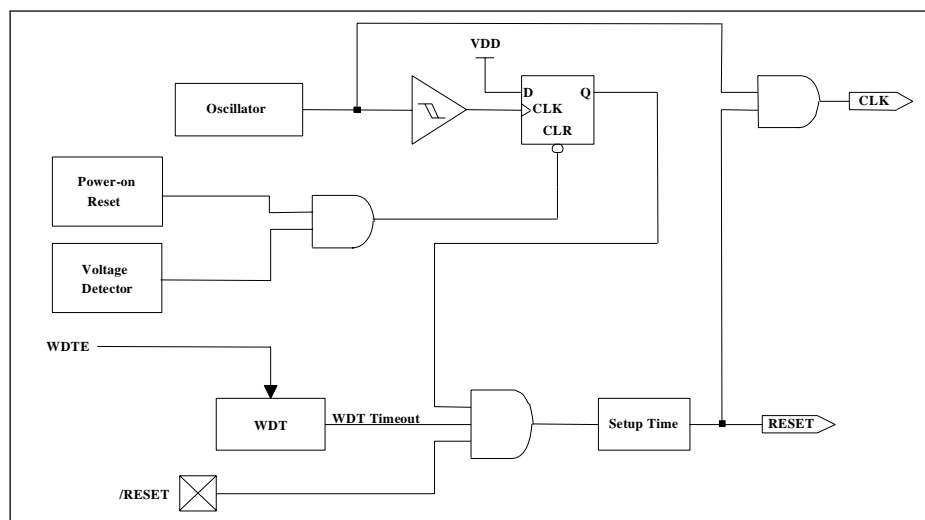 VDD
Oscillator
D
Q
CLK
CLR
CLK
Power-on
Reset
Voltage
Detector
WDTE
WDT
WDT Timeout
Setup Time
RESET
/RESET